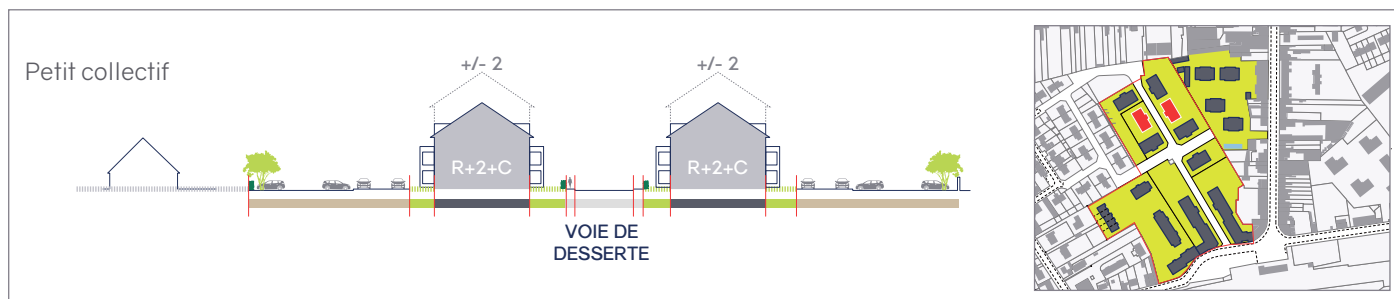 Petit collectif
+/- 2
+/- 2
R+2+C
R+2+C
VOIE DE
DESSERTE